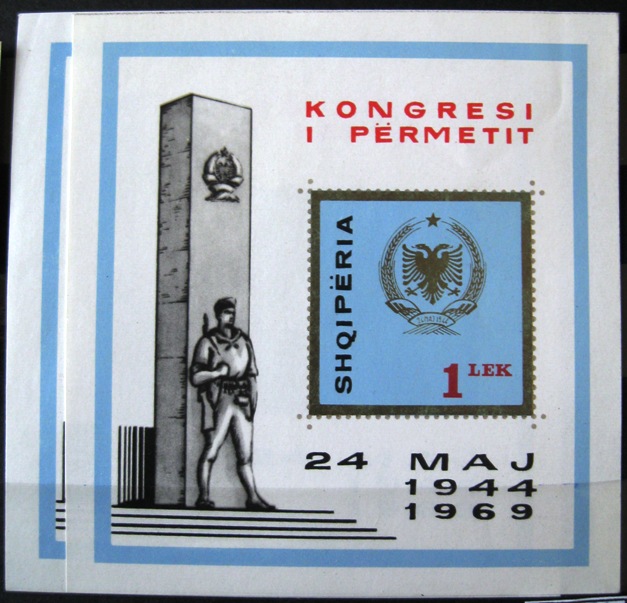 KONGRESI
I PËRMETIT
SHQIPËRIA
1 LEK
24 MAJ
1944
1969